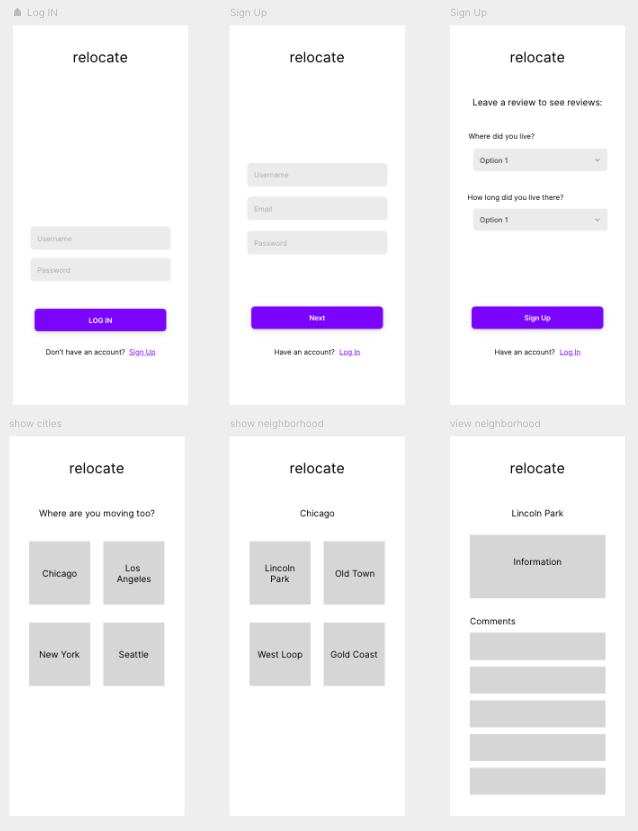 Log IN
relocate
Username
Password
LOG IN
Don't have an account? Sign Up
Sign Up
relocate
Username
Email
Password
Next
Have an account? Log In
Sign Up
relocate
Leave a review to see reviews:
Where did you live?
Option 1
How long did you live there?
Option 1
Sign Up
Have an account? Log In
show cities
relocate
Where are you moving too?
Chicago
Los
Angeles
New York
Seattle
show neighborhood
relocate
Chicago
Lincoln
Park
Old Town
West Loop
Gold Coast
view neighborhood
relocate
Lincoln Park
Information
Comments